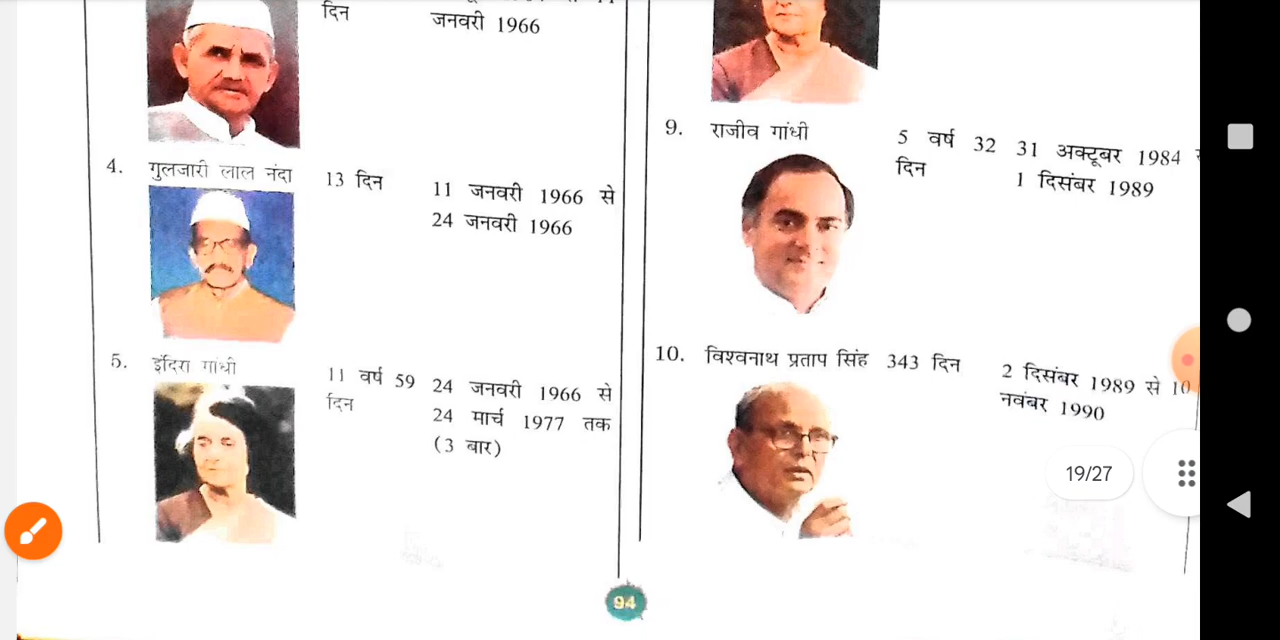 दिन
जनवरी 1966
4. गुलजारी लाल नंदा 13 दिन 11 जनवरी 1966 से
24 जनवरी 1966
5. इंदिरा गांधी 11 वर्ष 59 24 जनवरी 1966 से
दिन 24 मार्च 1977 तक
(3 बार)
9. राजीव गांधी 5 वर्ष 32 31 अक्टूबर 1984
दिन 1 दिसंबर 1989
10. विश्वनाथ प्रताप सिंह 343 दिन 2 दिसंबर 1989 से 10
नवंबर 1990
19/27
94